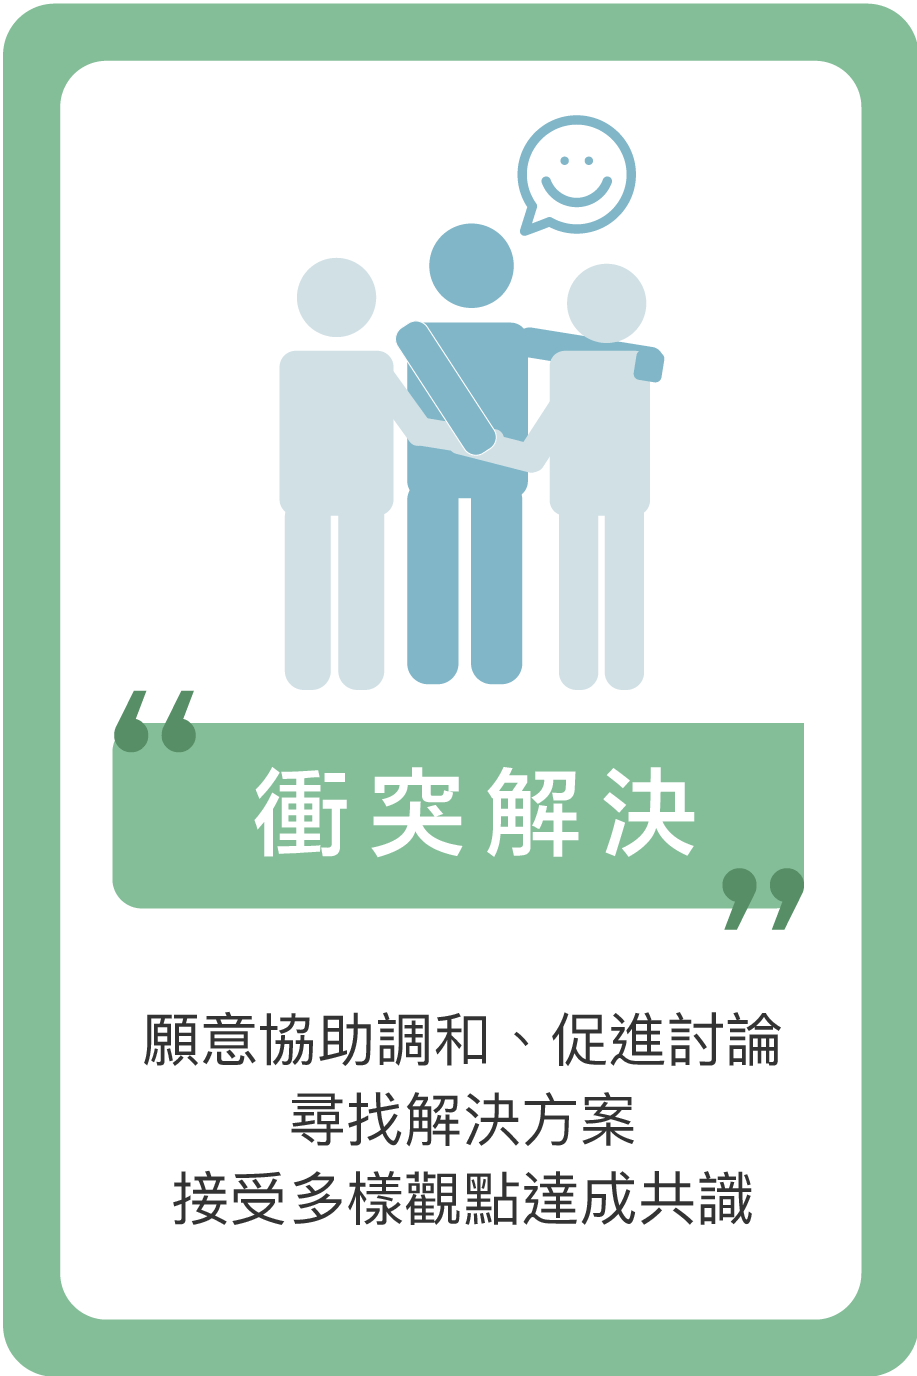 衝突解決
願意協助調和、促進討論
尋找解決方案
接受多樣觀點達成共識